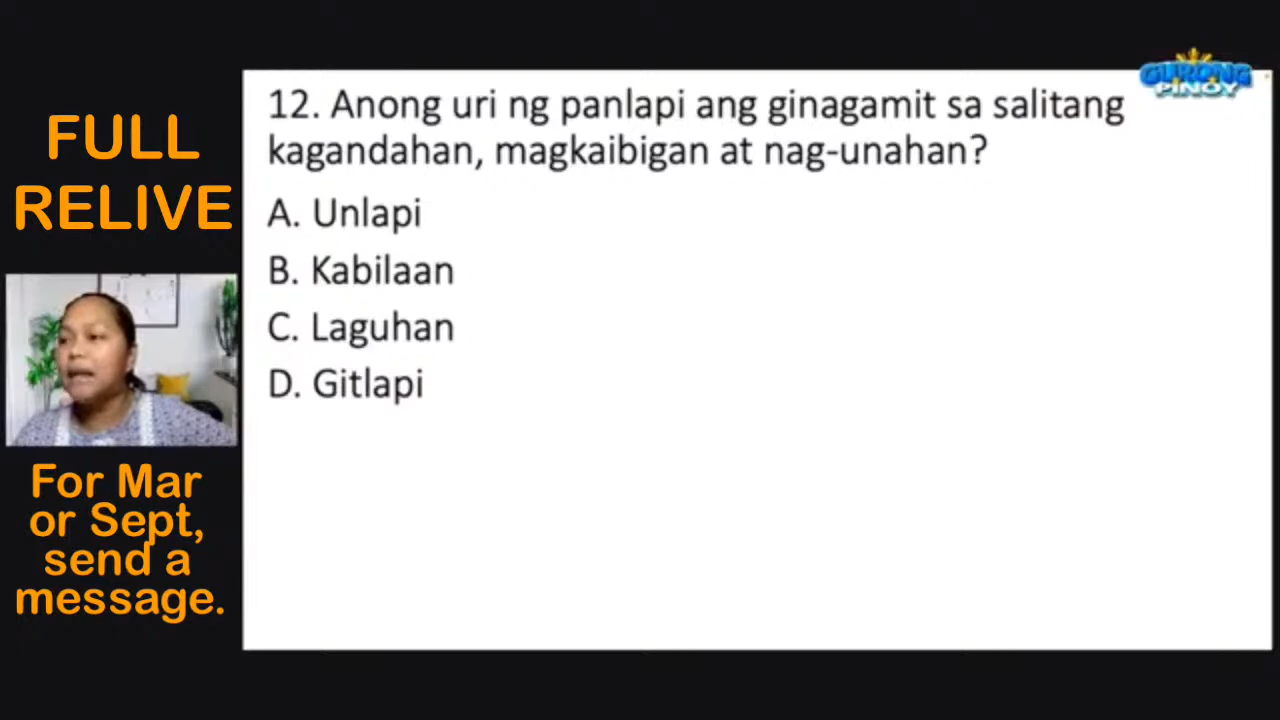 FULL
RELIVE
For Mar
or Sept,
send a
message.
GURONG
PINOY
12. Anong uri ng panlapi ang ginagamit sa salitang
kagandahan, magkaibigan at nag-unahan?
A. Unlapi
B. Kabilaan
C. Laguhan
D. Gitlapi